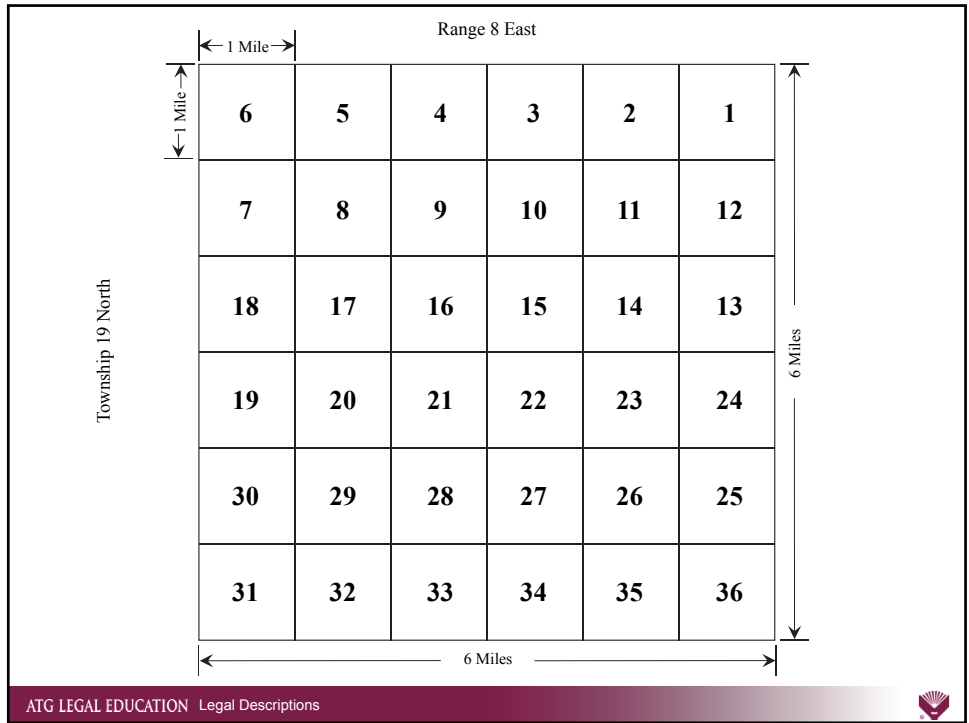 Range 8 East
1 Mile
1 Mile
6 5 4 3 2 1
7 8 9 10 11 12
18 17 16 15 14 13
Township 19 North
6 Miles
19 20 21 22 23 24
30 29 28 27 26 25
31 32 33 34 35 36
6 Miles
ATG LEGAL EDUCATION Legal Descriptions